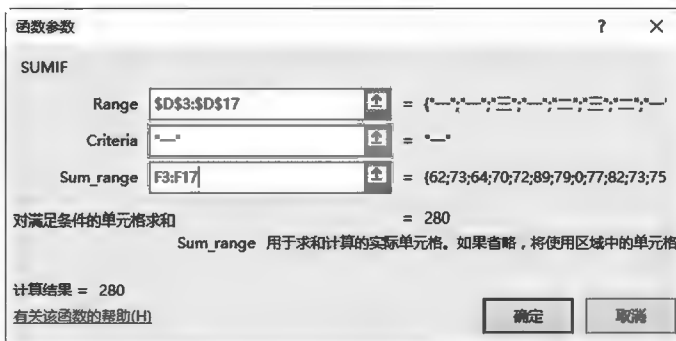 函数参数 ? ×
SUMIF
Range $D$3:$D$17 = {"一";"一";"三";"一";"二";"三";"二";"一"
Criteria "一" = "一"
Sum_range F3:F17 = {62;73;64;70;72;89;79;0;77;82;73;75
对满足条件的单元格求和 = 280
Sum_range 用于求和计算的实际单元格。如果省略，将使用区域中的单元格
计算结果 = 280
有关该函数的帮助(H) 确定 取消